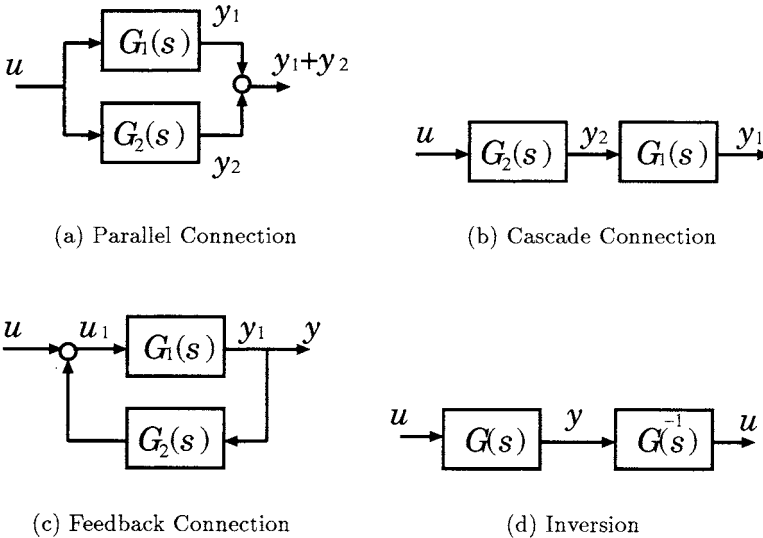 u
G₁(s)
y₁
G₂(s)
y₂
y₁+y₂
(a) Parallel Connection
u
G₂(s)
y₂
G₁(s)
y₁
(b) Cascade Connection
u
u₁
G₁(s)
y₁
y
G₂(s)
(c) Feedback Connection
u
G(s)
y
G⁻¹(s)
u
(d) Inversion